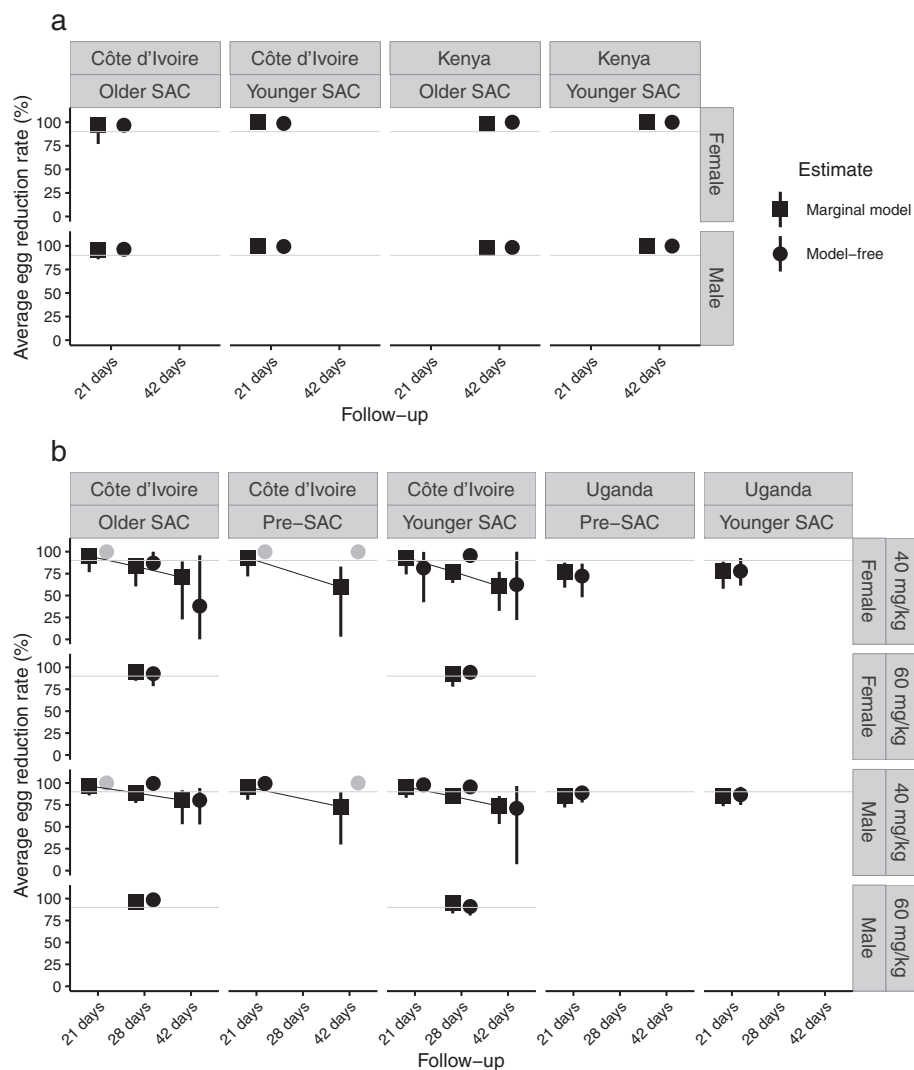 a
Côte d'Ivoire Côte d'Ivoire Kenya Kenya
Older SAC Younger SAC Older SAC Younger SAC
Average egg reduction rate (%)
100
75
50
25
0
Female
100
75
50
25
0
Male
21 days 42 days 21 days 42 days 21 days 42 days 21 days 42 days
Follow−up
Estimate
Marginal model
Model−free
b
Côte d'Ivoire Côte d'Ivoire Côte d'Ivoire Uganda Uganda
Older SAC Pre−SAC Younger SAC Pre−SAC Younger SAC
Average egg reduction rate (%)
100
75
50
25
0
Female 40 mg/kg
100
75
50
25
0
Female 60 mg/kg
Average egg reduction rate (%)
100
75
50
25
0
Male 40 mg/kg
100
75
50
25
0
Male 60 mg/kg
21 days 28 days 42 days 21 days 28 days 42 days 21 days 28 days 42 days 21 days 28 days 42 days 21 days 28 days 42 days
Follow−up